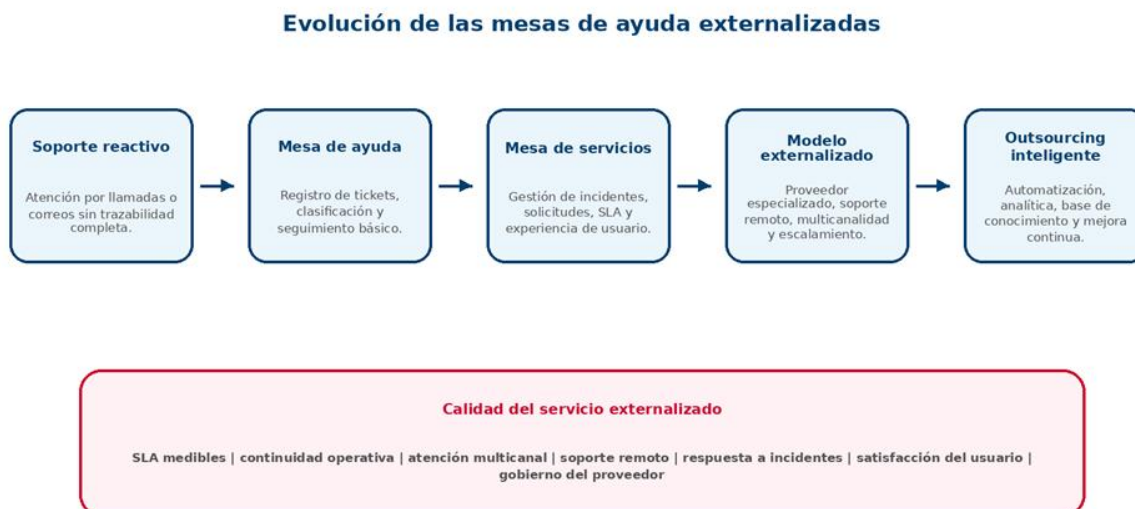 Evolución de las mesas de ayuda externalizadas
Soporte reactivo
Atención por llamadas o
correos sin trazabilidad
completa.
Mesa de ayuda
Registro de tickets,
clasificación y
seguimiento básico.
Mesa de servicios
Gestión de incidentes,
solicitudes, SLA y
experiencia de usuario.
Modelo
externalizado
Proveedor
especializado, soporte
remoto, multicanalidad
y escalamiento.
Outsourcing
inteligente
Automatización,
analítica, base de
conocimiento y mejora
continua.
Calidad del servicio externalizado
SLA medibles | continuidad operativa | atención multicanal | soporte remoto | respuesta a incidentes | satisfacción del usuario |
gobierno del proveedor